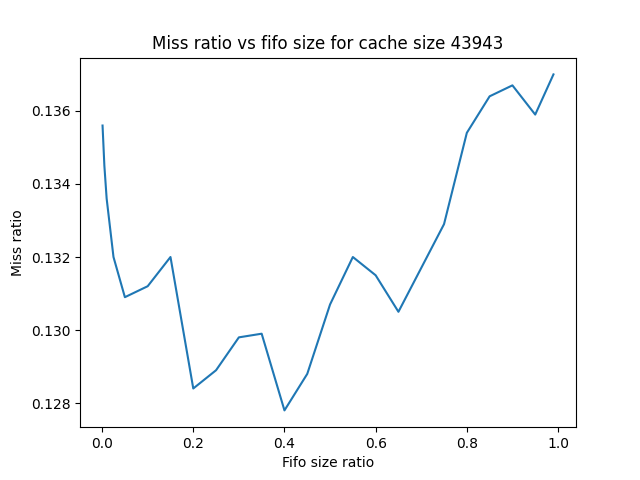 Miss ratio vs fifo size for cache size 43943
0.136
0.134
0.132
0.130
0.128
Miss ratio
0.0 0.2 0.4 0.6 0.8 1.0
Fifo size ratio